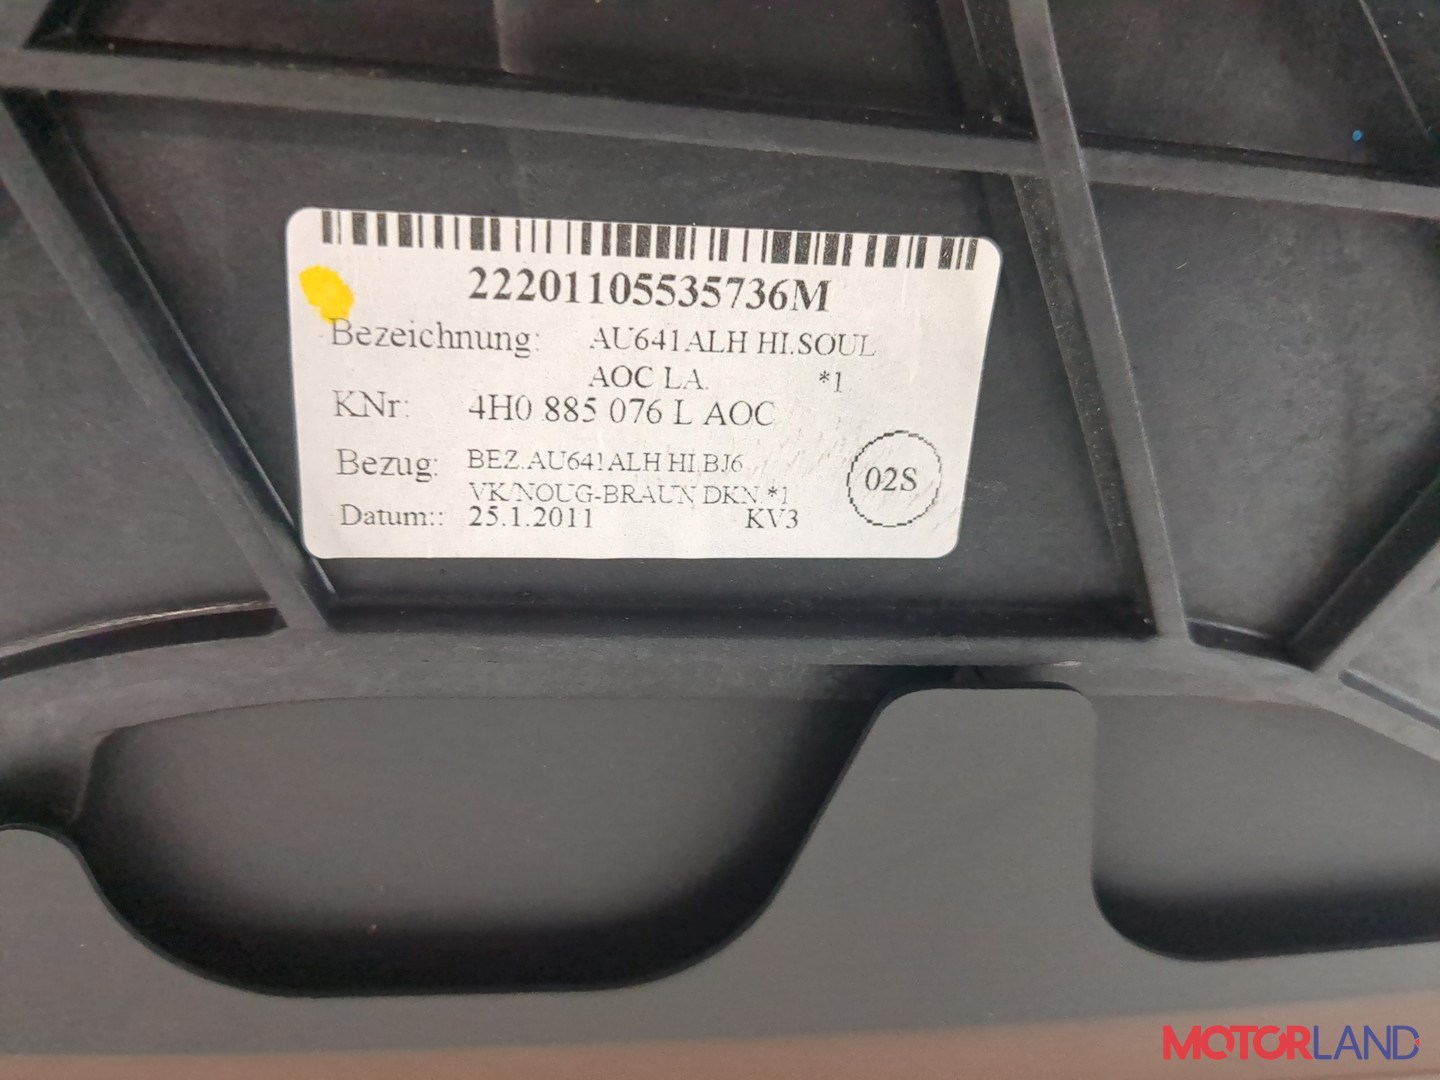 22201105535736M
Bezeichnung: AU641ALH HI.SOUL
AOC LA. *1
KNr: 4H0 885 076 L AOC
Bezug: BEZ.AU641ALH HI.BJ6
VK/NOUG-BRAUN DKN *1
02S
Datum:: 25.1.2011 KV3
MOTORLAND